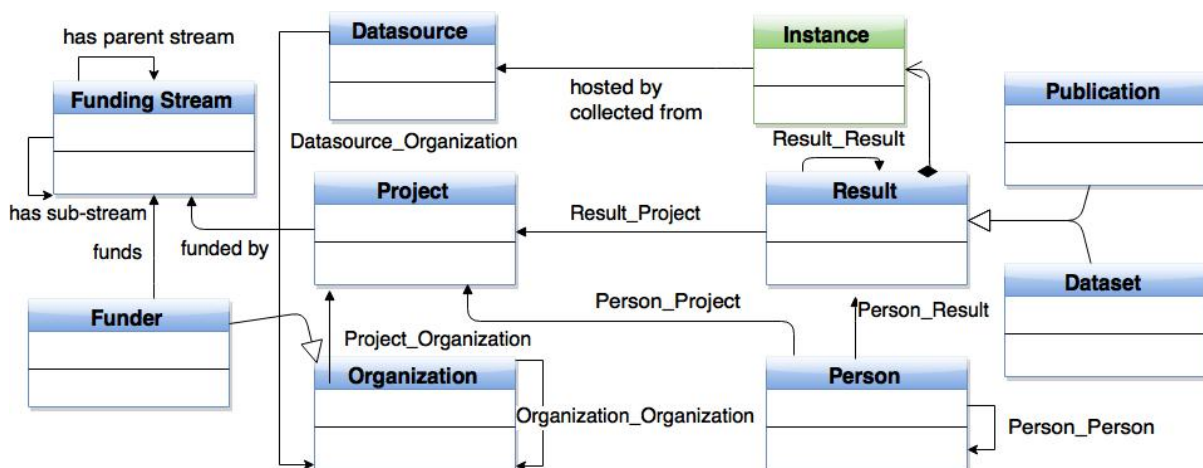 has parent stream
Datasource
Instance
Funding Stream
hosted by
collected from
Publication
Datasource_Organization
Result_Result
Project
Result
has sub-stream
Result_Project
funds
funded by
Dataset
Funder
Person_Project
Person_Result
Project_Organization
Organization
Person
Organization_Organization
Person_Person